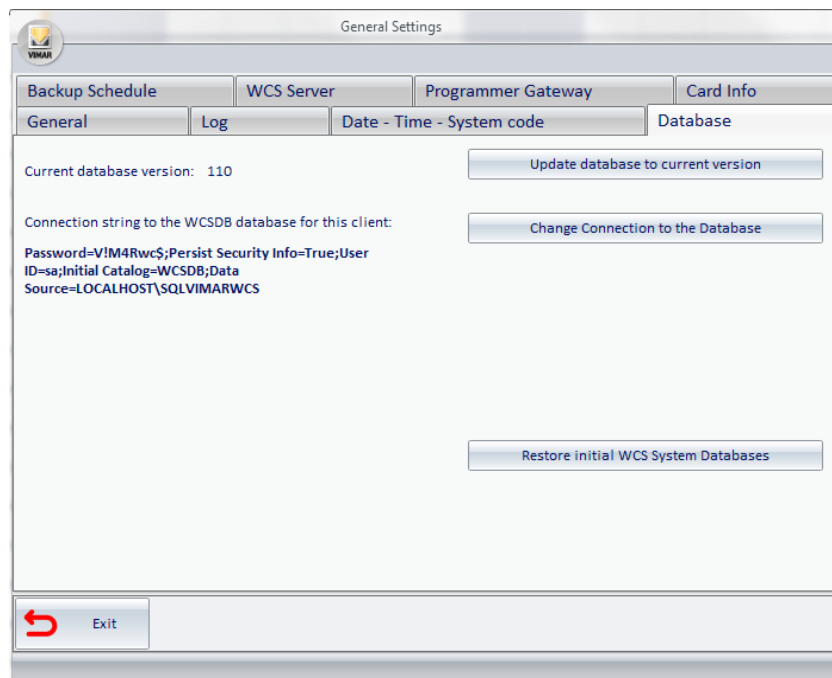 General Settings
VIMAR
Backup Schedule
WCS Server
Programmer Gateway
Card Info
General
Log
Date - Time - System code
Database
Current database version: 110
Update database to current version
Connection string to the WCSDB database for this client:
Change Connection to the Database
Password=V!M4Rwc$;Persist Security Info=True;User
ID=sa;Initial Catalog=WCSDB;Data
Source=LOCALHOST\SQLVIMARWCS
Restore initial WCS System Databases
Exit